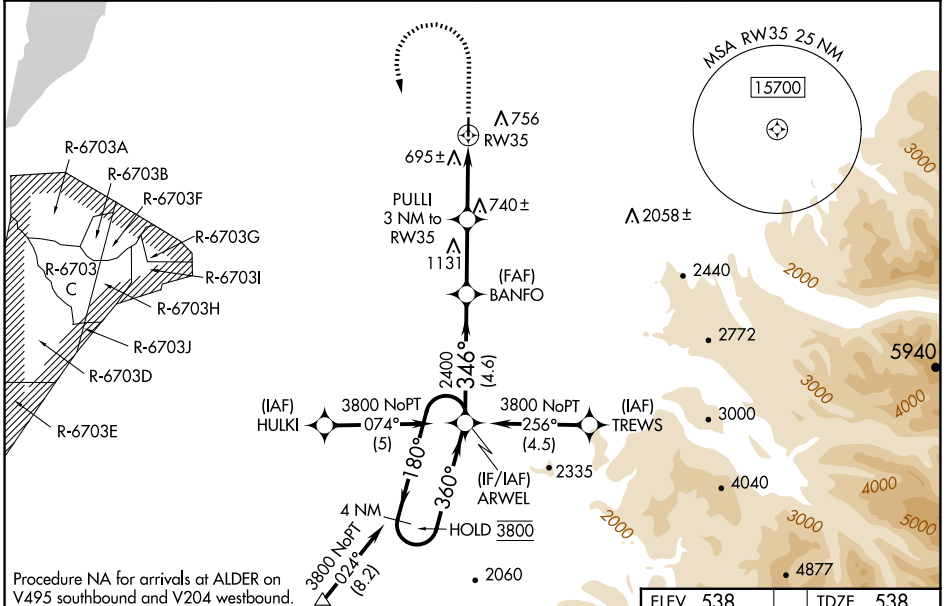 MSA RW35 25 NM
15700
756
RW35
695±
PULLI
3 NM to
RW35
740±
1131
(FAF)
BANFO
2058±
3000
2000
2440
2772
5940
3000
4000
3000
4040
4000
3000
5000
2000
4877
R-6703A
R-6703B
R-6703F
R-6703G
R-6703I
R-6703
C
R-6703H
R-6703J
R-6703D
R-6703E
2400
346°
(4.6)
(IAF)
HULKI
3800 NoPT
074°
(5)
3800 NoPT
256°
(4.5)
(IAF)
TREWS
(IF/IAF)
ARWEL
2335
180°
360°
4 NM
HOLD 3800
3800 NoPT
024°
(8.2)
2060
Procedure NA for arrivals at ALDER on
V495 southbound and V204 westbound.
ELEV 538
TDZE 538